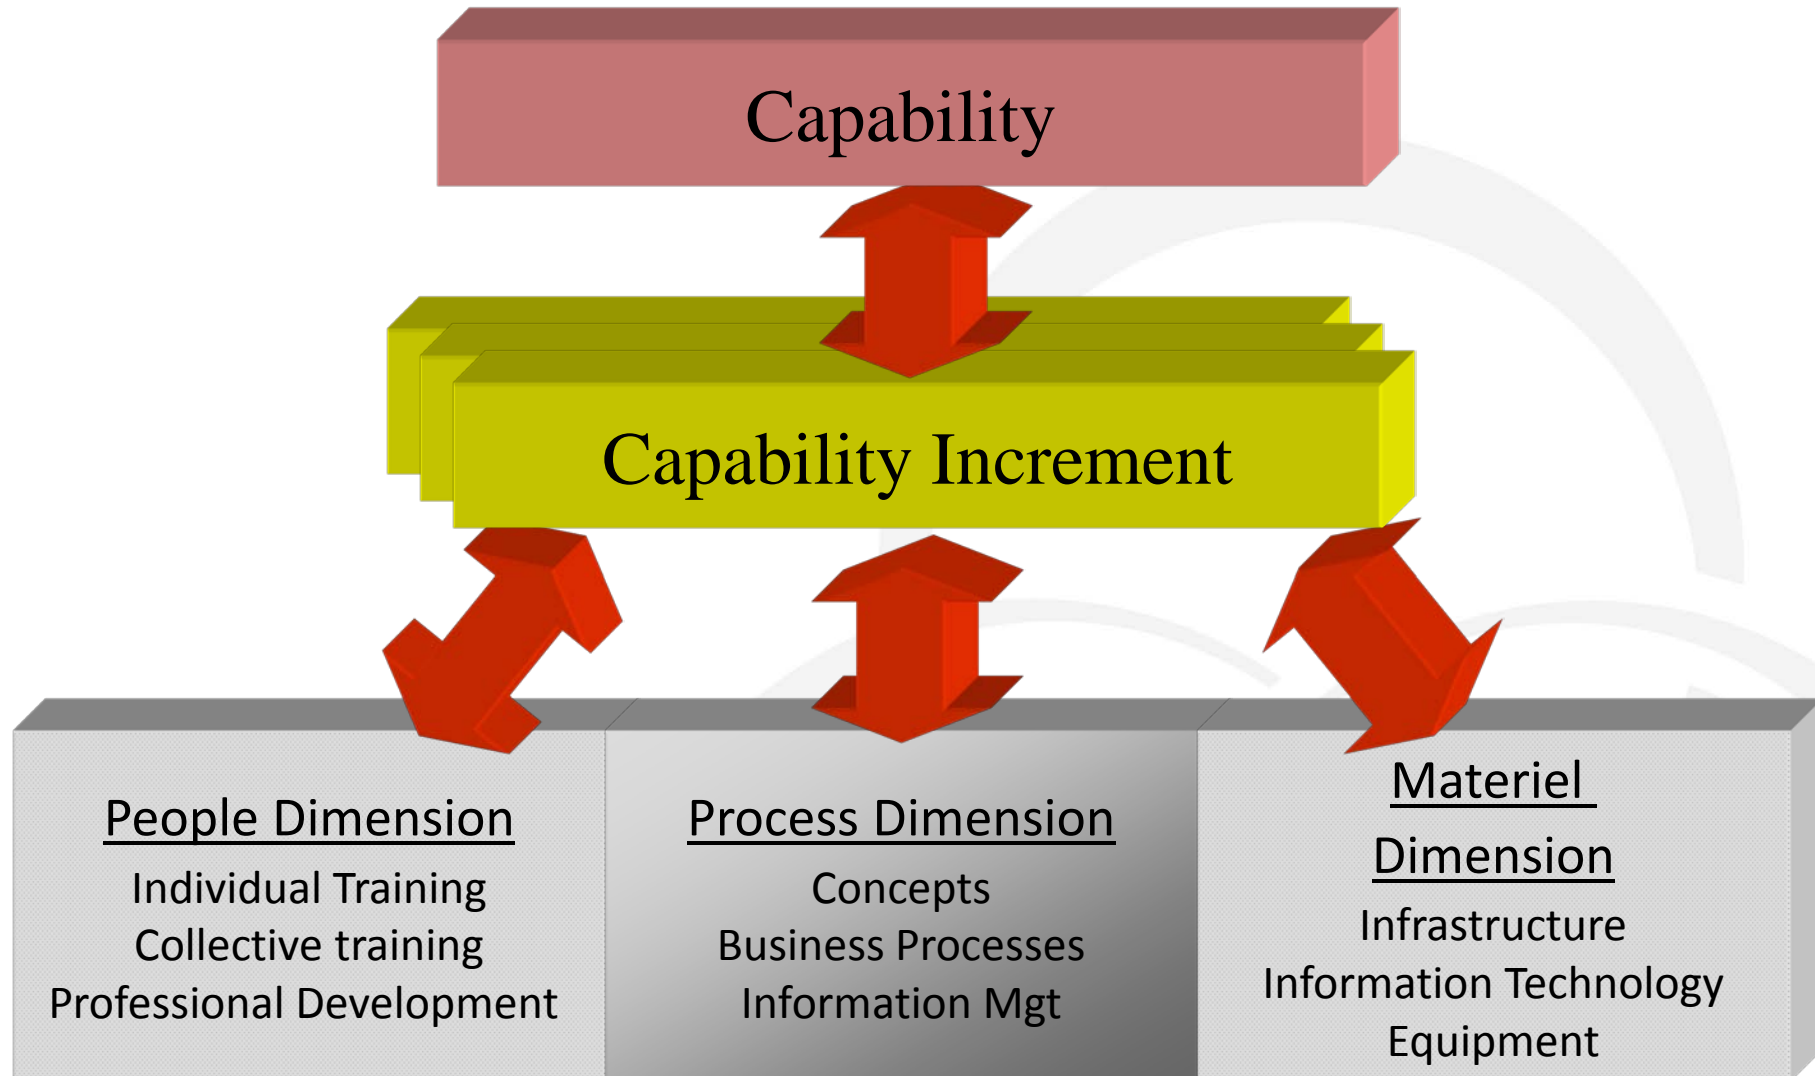 Capability
Capability Increment
People Dimension
Individual Training
Collective training
Professional Development
Process Dimension
Concepts
Business Processes
Information Mgt
Materiel
Dimension
Infrastructure
Information Technology
Equipment